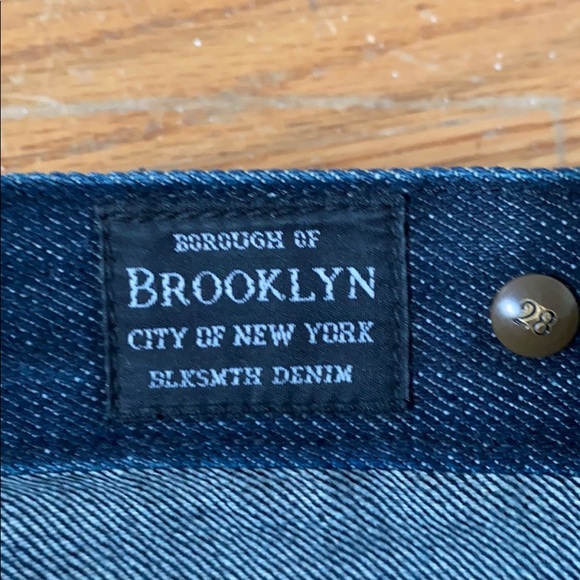 BOROUGH OF
BROOKLYN
CITY OF NEW YORK
BLKSMTH DENIM
28